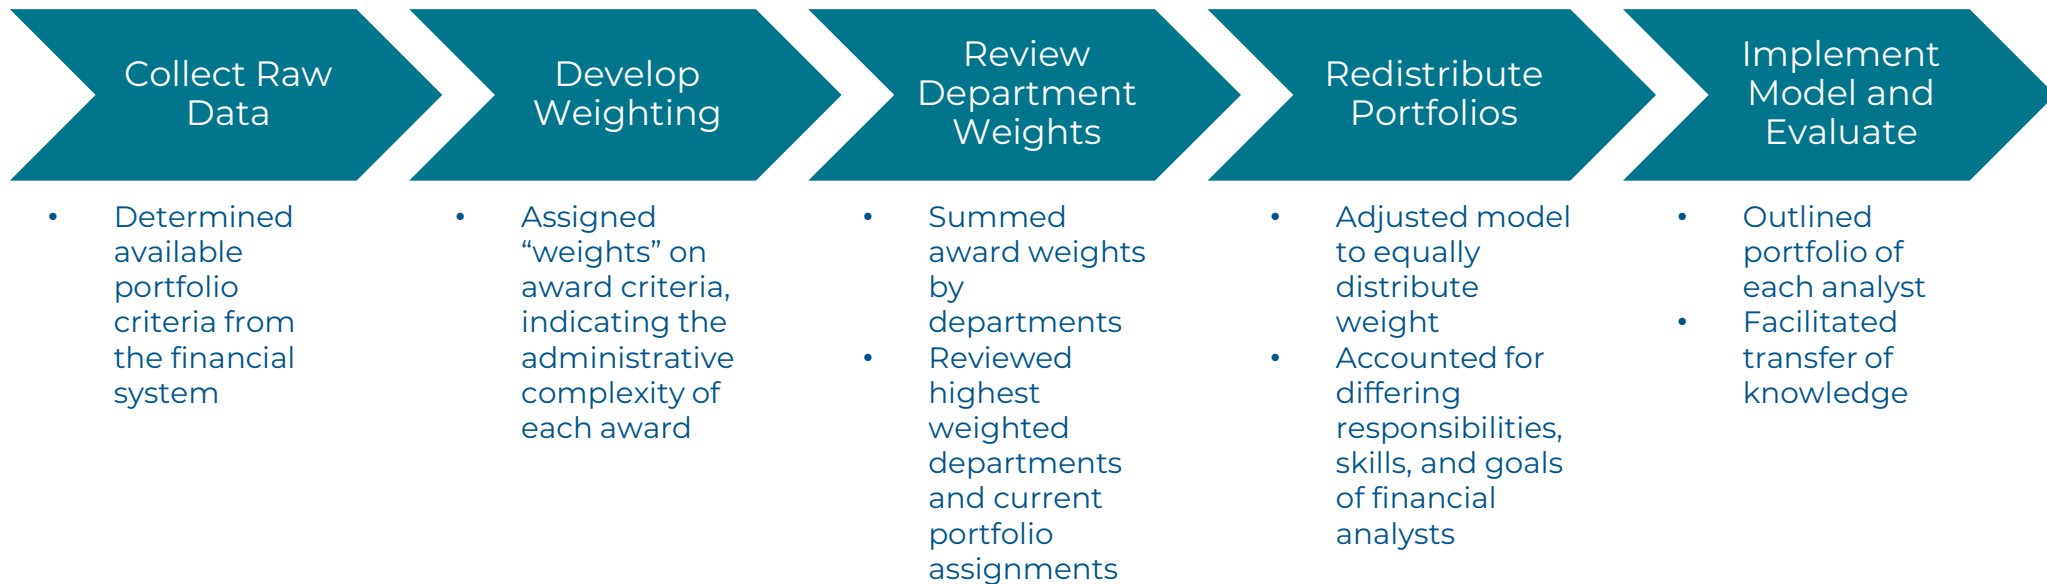 Collect Raw
Data
Develop
Weighting
Review
Department
Weights
Redistribute
Portfolios
Implement
Model and
Evaluate
• Determined
available
portfolio
criteria from
the financial
system
• Assigned
“weights” on
award criteria,
indicating the
administrative
complexity of
each award
• Summed
award weights
by
departments
• Reviewed
highest
weighted
departments
and current
portfolio
assignments
• Adjusted model
to equally
distribute
weight
• Accounted for
differing
responsibilities,
skills, and goals
of financial
analysts
• Outlined
portfolio of
each analyst
• Facilitated
transfer of
knowledge